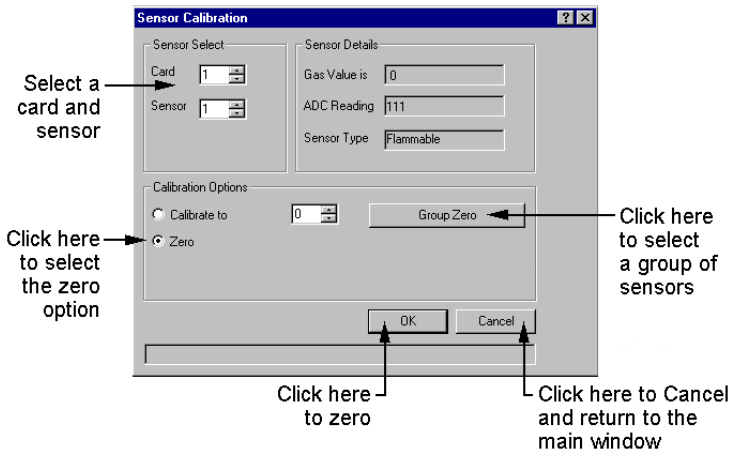 Sensor Calibration
Sensor Select
Card 1
Sensor 1
Sensor Details
Gas Value is 0
ADC Reading 111
Sensor Type Flammable
Calibration Options
Calibrate to 0
Group Zero
Zero
OK Cancel
Select a
card and
sensor
Click here
to select
the zero
option
Click here
to select
a group of
sensors
Click here
to zero
Click here to Cancel
and return to the
main window